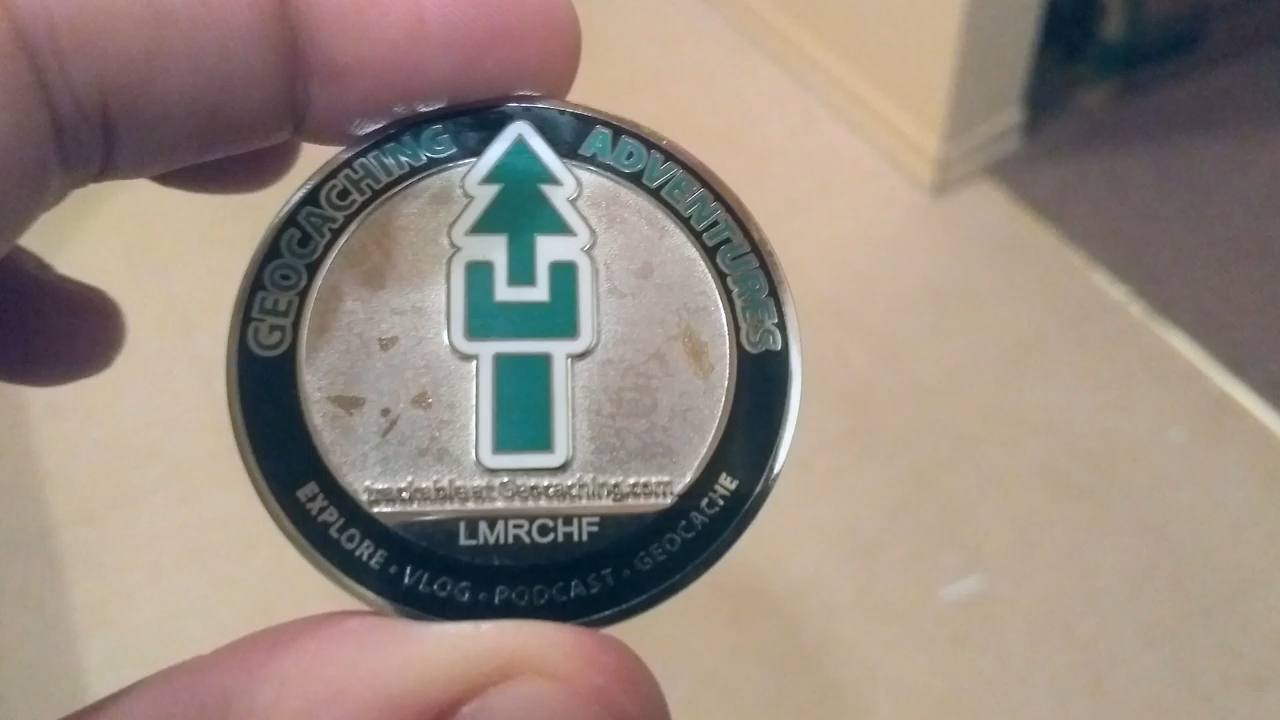 GEOCACHING ADVENTURES
trackable at Geocaching.com
LMRCHF
EXPLORE • VLOG • PODCAST • GEOCACHE